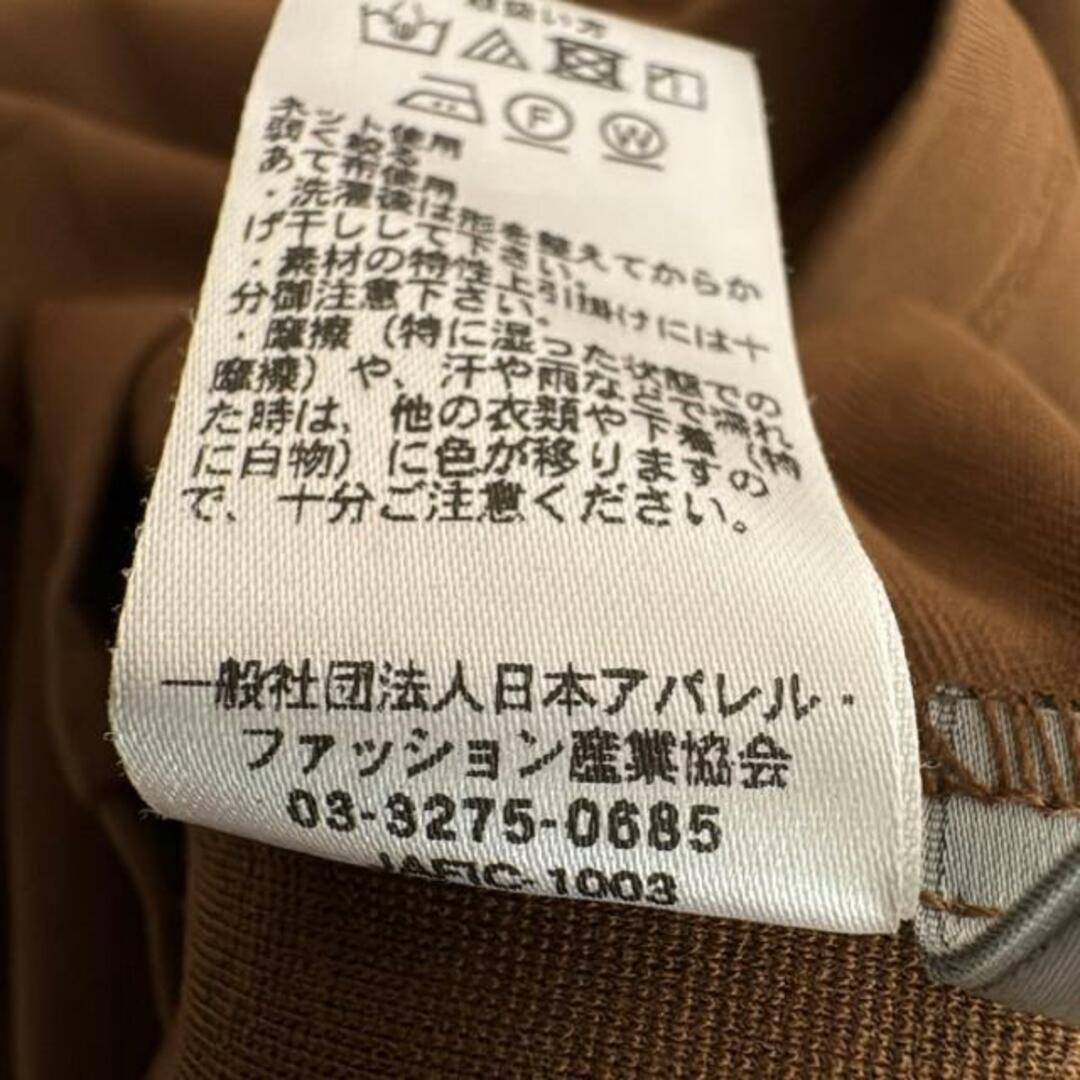 取扱い方
F W
ネット使用
弱く絞る
あて布使用
・洗濯後は形を整えてからか
げ干しして下さい。
・素材の特性上引掛けには十
分御注意下さい。
・摩擦（特に湿った状態での
摩擦）や、汗や雨などで濡れ
た時は、他の衣類や下着（特
に白物）に色が移りますの
で、十分ご注意ください。
一般社団法人日本アパレル・
ファッション産業協会
03-3275-0685
JAFIC-1003